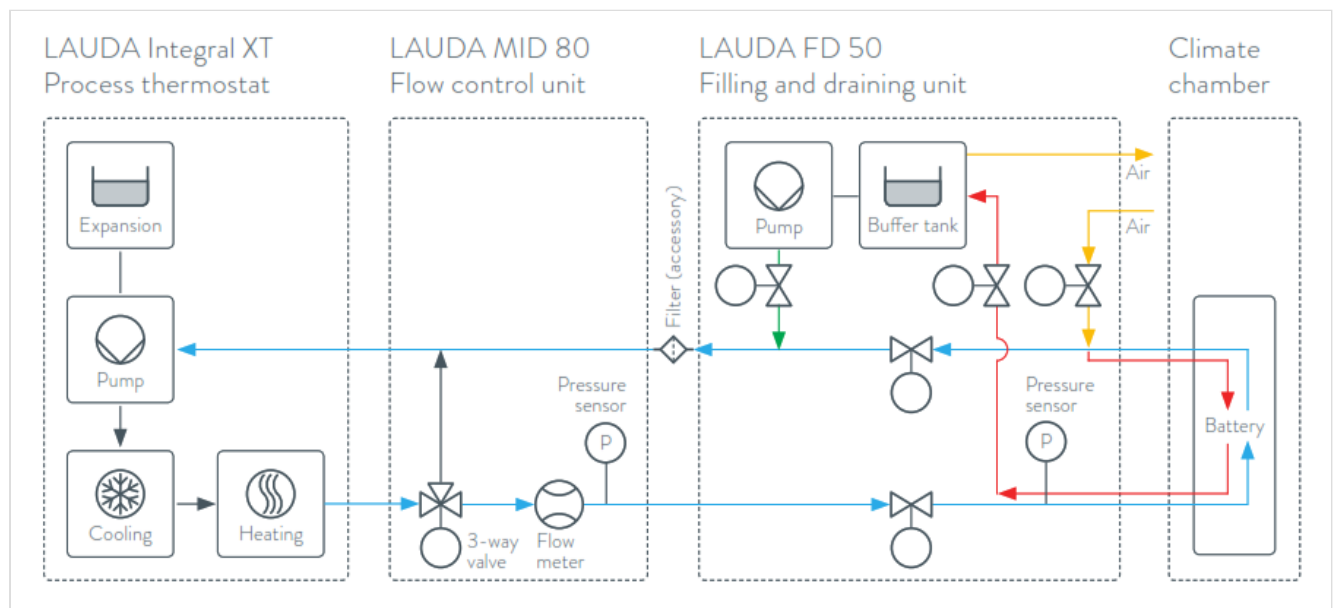 LAUDA Integral XT
Process thermostat
LAUDA MID 80
Flow control unit
LAUDA FD 50
Filling and draining unit
Climate
chamber
Expansion
Pump
Cooling
Heating
3-way
valve
Flow
meter
Pressure
sensor
P
Filter (accessory)
Pump
Buffer tank
Air
Air
Pressure
sensor
P
Battery